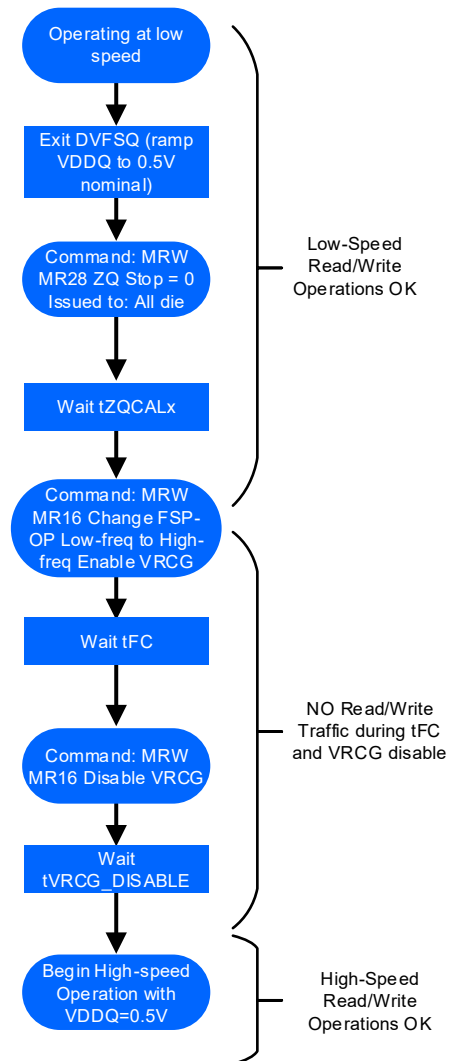 Operating at low
speed
Exit DVFSQ (ramp
VDDQ to 0.5V
nominal)
Command: MRW
MR28 ZQ Stop = 0
Issued to: All die
Wait tZQCALx
Low-Speed
Read/Write
Operations OK
Command: MRW
MR16 Change FSP-
OP Low-freq to High-
freq Enable VRCG
Wait tFC
Command: MRW
MR16 Disable VRCG
Wait
tVRCG_DISABLE
NO Read/Write
Traffic during tFC
and VRCG disable
Begin High-speed
Operation with
VDDQ=0.5V
High-Speed
Read/Write
Operations OK